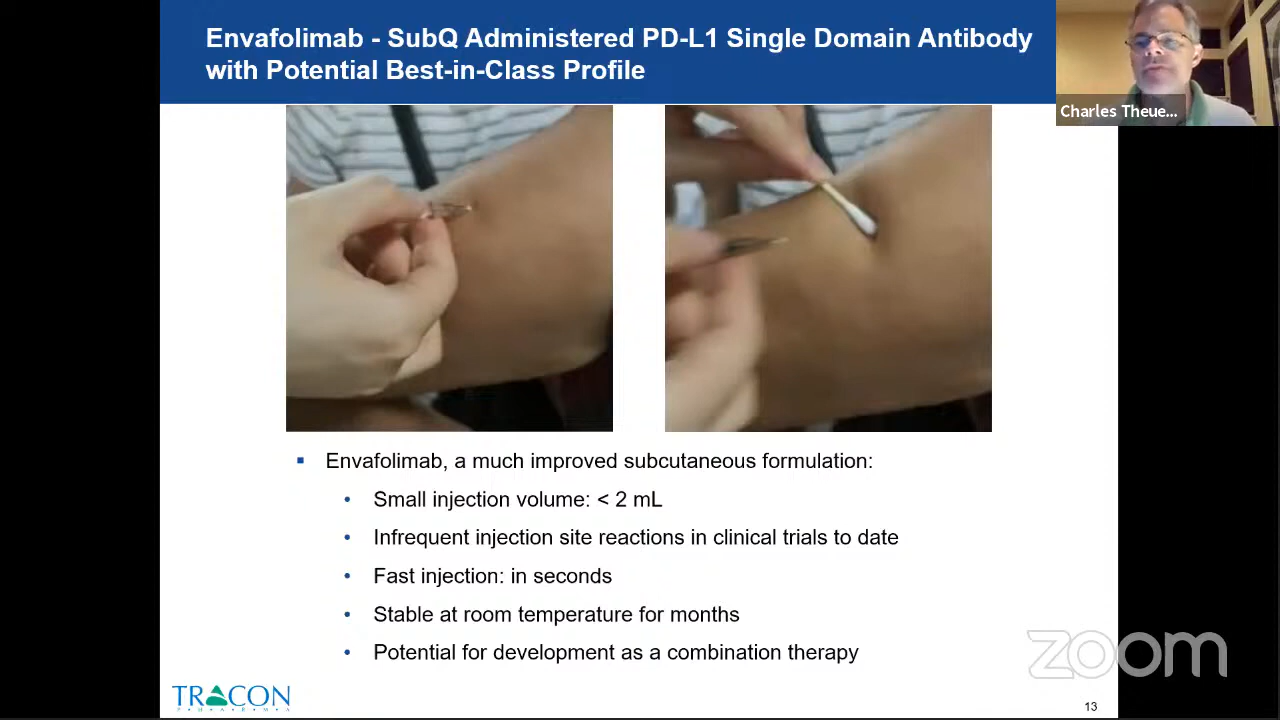 Envafolimab - SubQ Administered PD-L1 Single Domain Antibody
with Potential Best-in-Class Profile
Charles Theue...
Envafolimab, a much improved subcutaneous formulation:
Small injection volume: < 2 mL
Infrequent injection site reactions in clinical trials to date
Fast injection: in seconds
Stable at room temperature for months
Potential for development as a combination therapy
zoom
TRACON
PHARMA
13